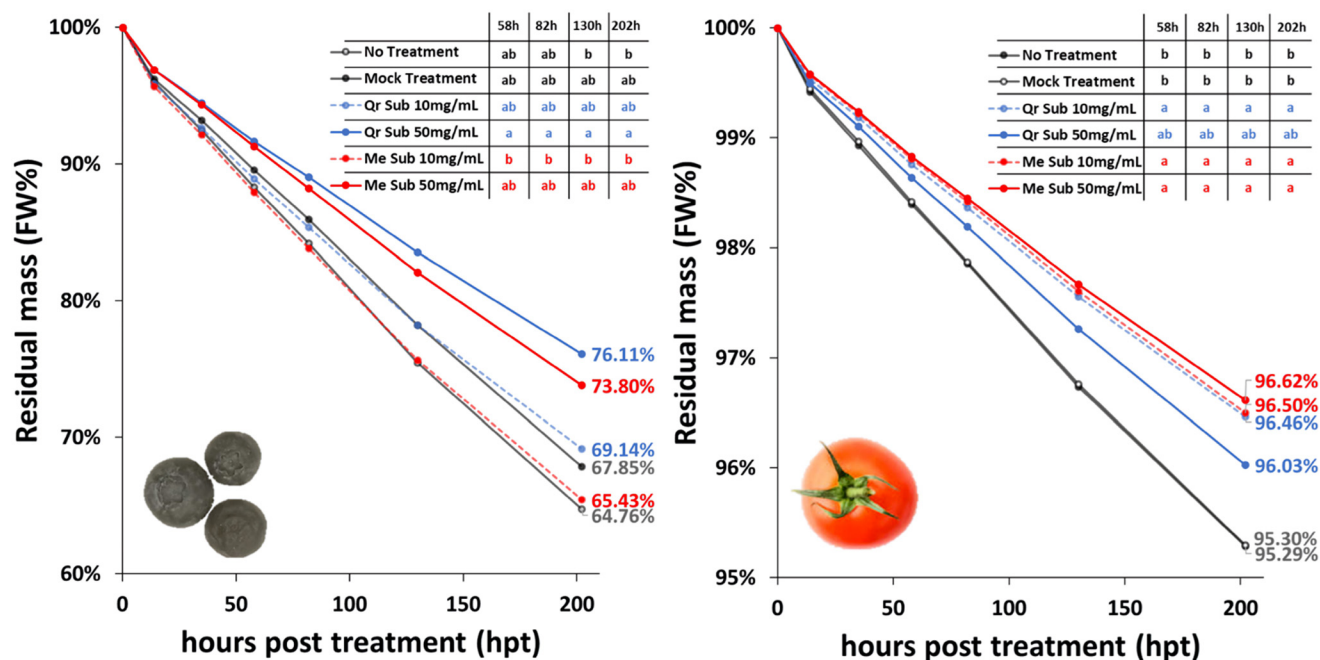 58h 82h 130h 202h
No Treatment ab ab b b
Mock Treatment ab ab ab ab
Qr Sub 10mg/mL ab ab ab ab
Qr Sub 50mg/mL a a a a
Me Sub 10mg/mL b b b b
Me Sub 50mg/mL ab ab ab ab
100%
90%
80%
70%
60%
Residual mass (FW%)
76.11%
73.80%
69.14%
67.85%
65.43%
64.76%
0 50 100 150 200
hours post treatment (hpt)
58h 82h 130h 202h
No Treatment b b b b
Mock Treatment b b b b
Qr Sub 10mg/mL a a a a
Qr Sub 50mg/mL ab ab ab ab
Me Sub 10mg/mL a a a a
Me Sub 50mg/mL a a a a
100%
99%
98%
97%
96%
95%
Residual mass (FW%)
96.62%
96.50%
96.46%
96.03%
95.30%
95.29%
0 50 100 150 200
hours post treatment (hpt)